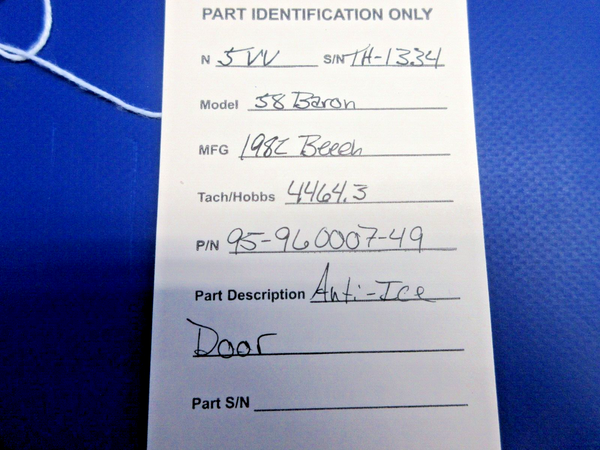 PART IDENTIFICATION ONLY
N 5VV S/N TH-1334
Model 58 Baron
MFG 1982 Beech
Tach/Hobbs 4464.3
P/N 95-960007-49
Part Description Anti-Ice
Door
Part S/N